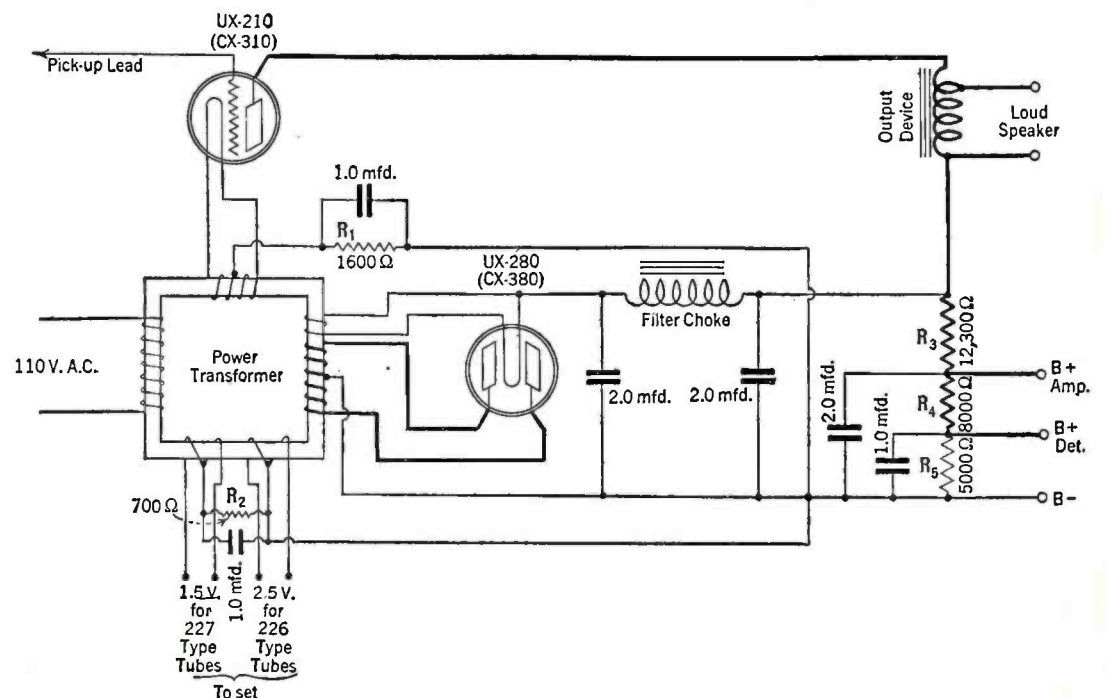 UX-210
(CX-310)
Pick-up Lead
Output
Device
Loud
Speaker
1.0 mfd.
R1
1600 Ω
UX-280
(CX-380)
Filter Choke
110 V. A.C.
Power
Transformer
2.0 mfd.
2.0 mfd.
2.0 mfd.
1.0 mfd.
R3
12,300Ω
R4
8000Ω
R5
5000Ω
B+
Amp.
B+
Det.
B-
700 Ω
R2
1.0 mfd.
1.5 V.
for
227
Type
Tubes
2.5 V.
for
226
Type
Tubes
To set